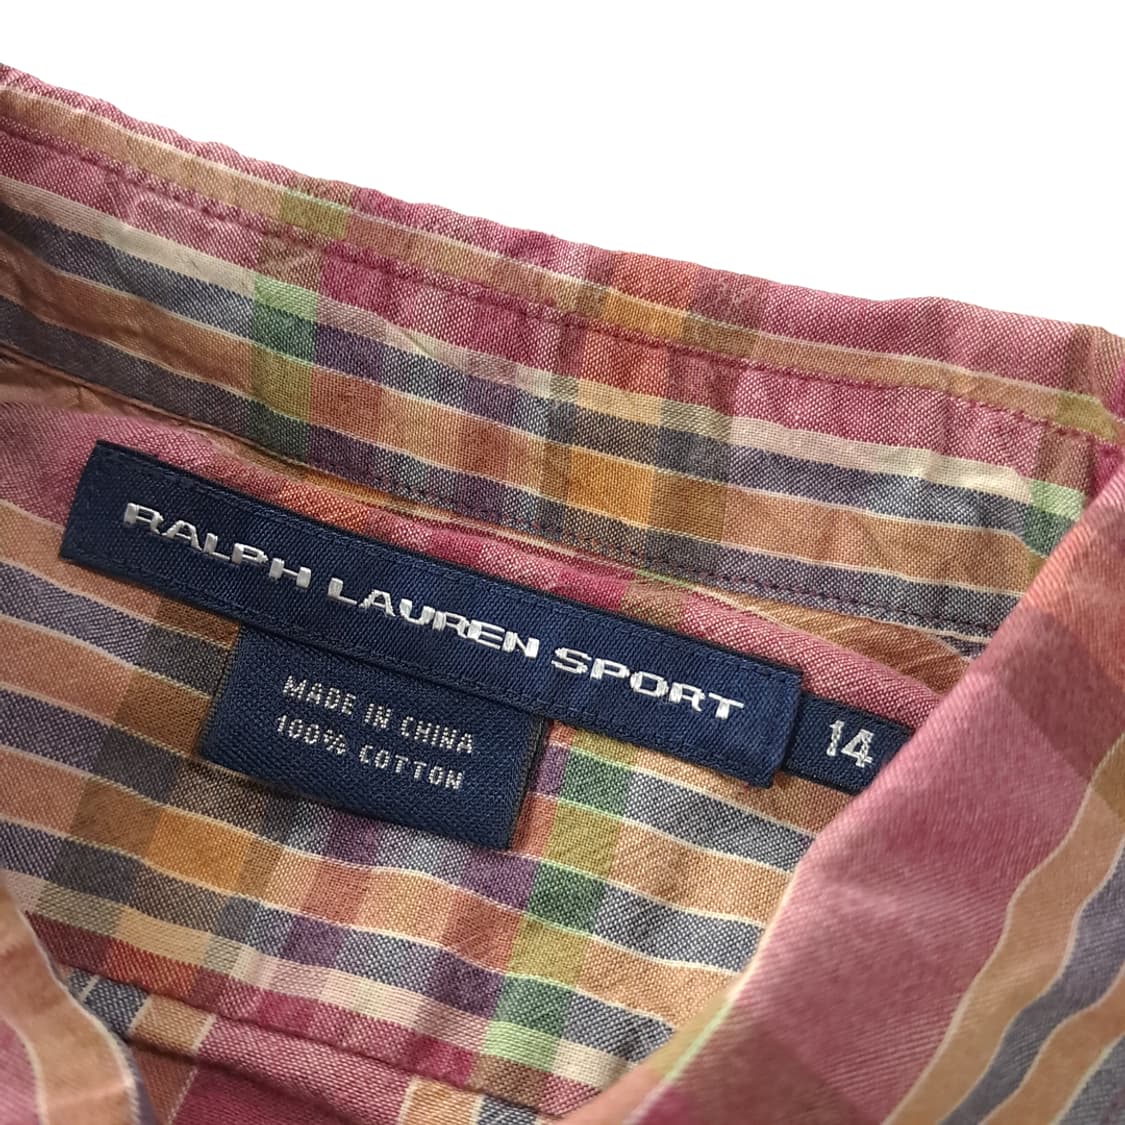 RALPH LAUREN SPORT
14
MADE IN CHINA
100% COTTON